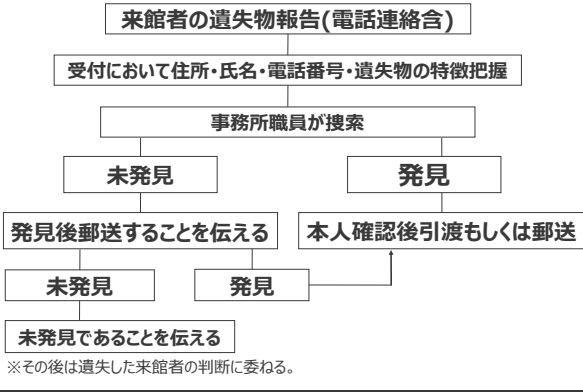 来館者の遺失物報告(電話連絡含)
受付において住所・氏名・電話番号・遺失物の特徴把握
事務所職員が捜索
未発見
発見
発見後郵送することを伝える
本人確認後引渡もしくは郵送
未発見
発見
未発見であることを伝える
※その後は遺失した来館者の判断に委ねる。